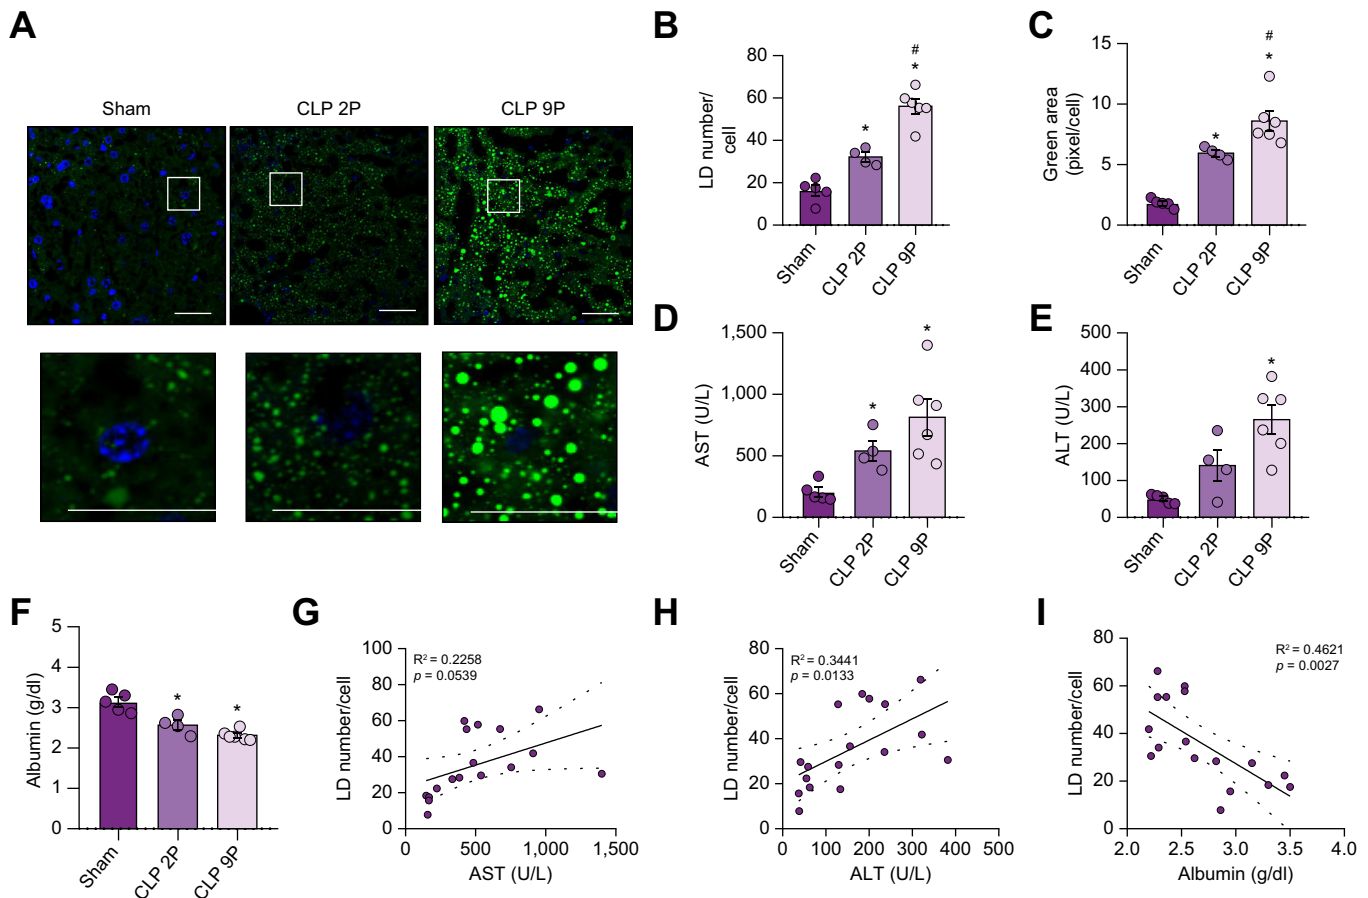 A
Sham
CLP 2P
CLP 9P
B
LD number/
cell
80
60
40
20
0
*
#
*
Sham
CLP 2P
CLP 9P
C
Green area
(pixel/cell)
15
10
5
0
*
#
*
Sham
CLP 2P
CLP 9P
D
AST (U/L)
1,500
1,000
500
0
*
*
Sham
CLP 2P
CLP 9P
E
ALT (U/L)
500
400
300
200
100
0
*
Sham
CLP 2P
CLP 9P
F
Albumin (g/dl)
5
4
3
2
1
0
*
*
Sham
CLP 2P
CLP 9P
G
LD number/cell
100
80
60
40
20
0
R² = 0.2258
p = 0.0539
0
500
1,000
1,500
AST (U/L)
H
LD number/cell
80
60
40
20
0
R² = 0.3441
p = 0.0133
0
100
200
300
400
500
ALT (U/L)
I
LD number/cell
80
60
40
20
0
R² = 0.4621
p = 0.0027
2.0
2.5
3.0
3.5
4.0
Albumin (g/dl)